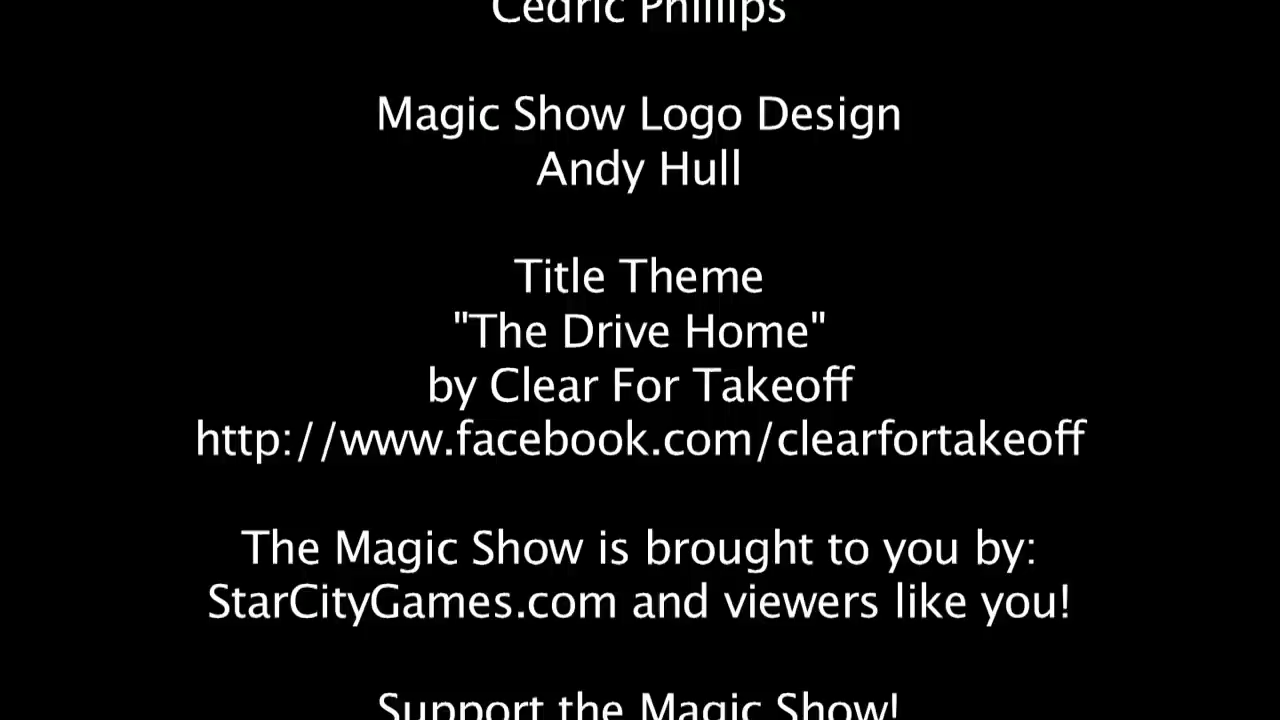 Cedric Phillips
Magic Show Logo Design
Andy Hull
Title Theme
"The Drive Home"
by Clear For Takeoff
http://www.facebook.com/clearfortakeoff
The Magic Show is brought to you by:
StarCityGames.com and viewers like you!
Support the Magic Show!